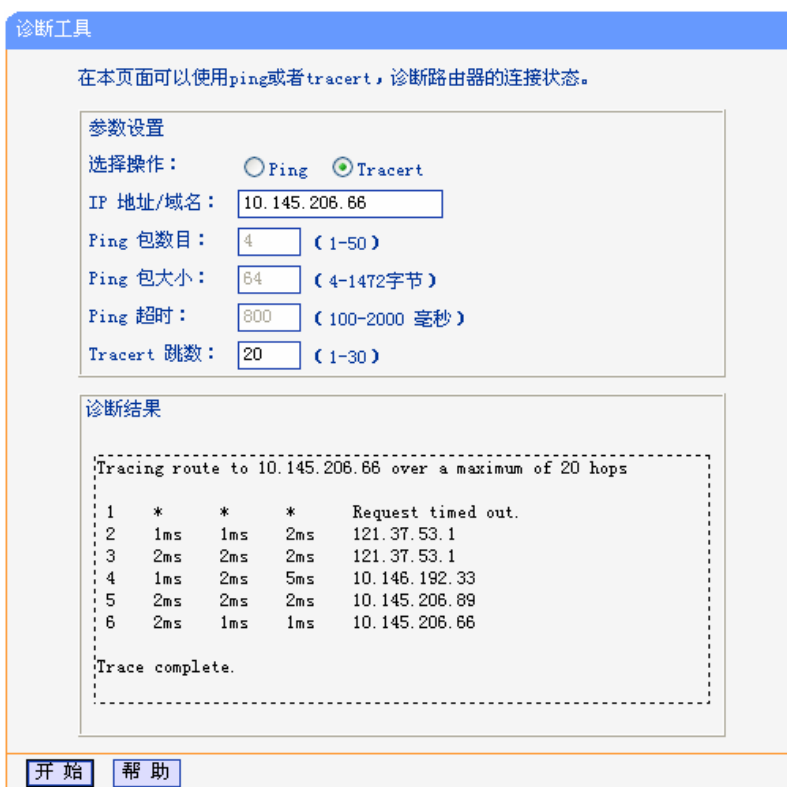 诊断工具
在本页面可以使用ping或者tracert，诊断路由器的连接状态。
参数设置
选择操作： Ping Tracert
IP 地址/域名： 10.145.206.66
Ping 包数目： 4 （1-50）
Ping 包大小： 64 （4-1472字节）
Ping 超时： 800 （100-2000 毫秒）
Tracert 跳数： 20 （1-30）
诊断结果
Tracing route to 10.145.206.66 over a maximum of 20 hops
1 * * * Request timed out.
2 1ms 1ms 2ms 121.37.53.1
3 2ms 2ms 2ms 121.37.53.1
4 1ms 2ms 5ms 10.146.192.33
5 2ms 2ms 2ms 10.145.206.89
6 2ms 1ms 1ms 10.145.206.66
Trace complete.
开 始 帮 助